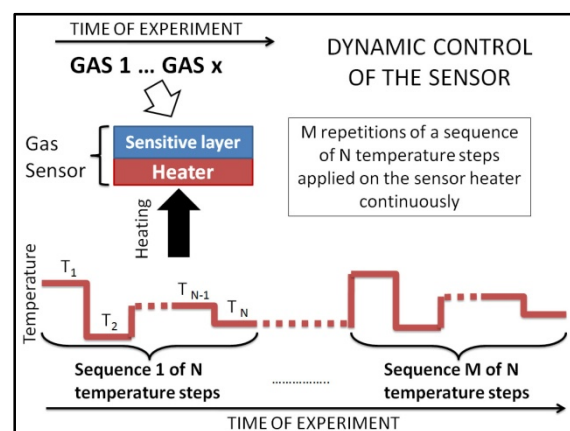 TIME OF EXPERIMENT
GAS 1 ... GAS x
DYNAMIC CONTROL
OF THE SENSOR
Gas
Sensor
Sensitive layer
Heater
M repetitions of a sequence
of N temperature steps
applied on the sensor heater
continuously
Heating
Temperature
T1
T2
T N-1
TN
Sequence 1 of N
temperature steps
................
Sequence M of N
temperature steps
TIME OF EXPERIMENT